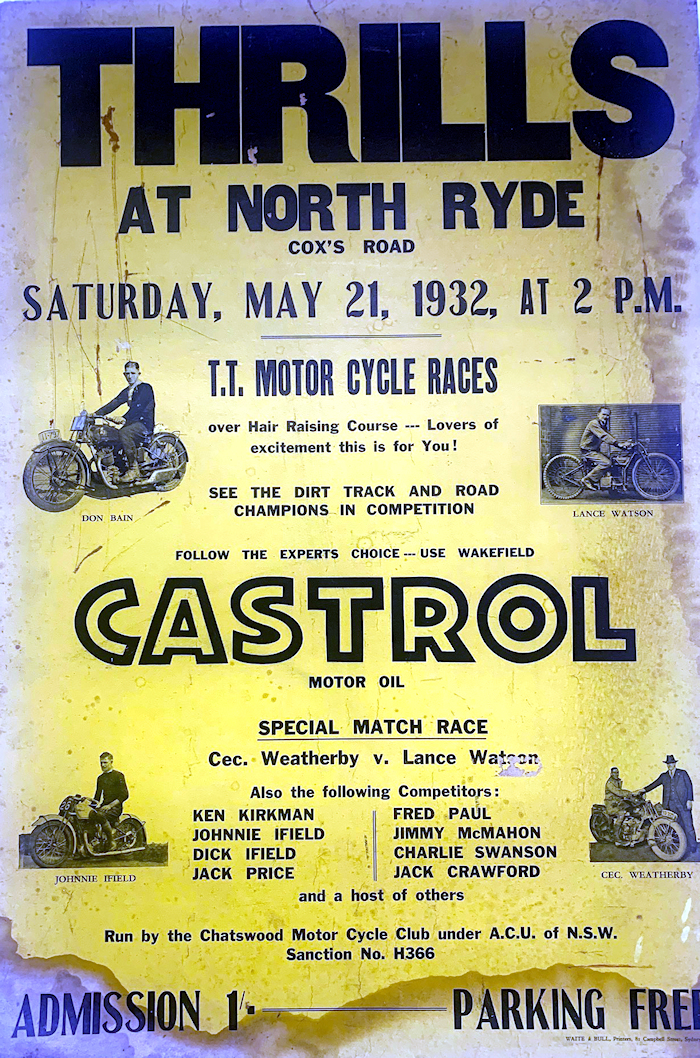 THRILLS
AT NORTH RYDE
COX'S ROAD
SATURDAY, MAY 21, 1932, AT 2 P.M.
T.T. MOTOR CYCLE RACES
over Hair Raising Course --- Lovers of
excitement this is for You!
SEE THE DIRT TRACK AND ROAD
CHAMPIONS IN COMPETITION
DON BAIN
LANCE WATSON
FOLLOW THE EXPERTS CHOICE --- USE WAKEFIELD
CASTROL
MOTOR OIL
SPECIAL MATCH RACE
Cec. Weatherby v. Lance Watson
Also the following Competitors:
KEN KIRKMAN
JOHNNIE IFIELD
DICK IFIELD
JACK PRICE
FRED PAUL
JIMMY McMAHON
CHARLIE SWANSON
JACK CRAWFORD
and a host of others
26
JOHNNIE IFIELD
CEC. WEATHERBY
Run by the Chatswood Motor Cycle Club under A.C.U. of N.S.W.
Sanction No. H366
ADMISSION 1/- PARKING FREE
WAITE & BULL, Printers, 81 Campbell Street,